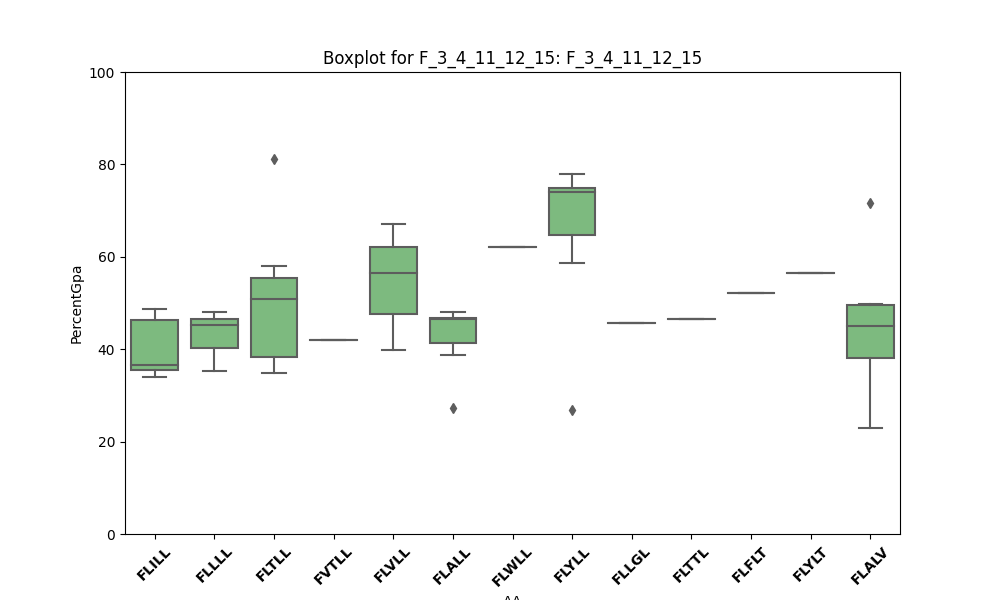 Boxplot for F_3_4_11_12_15: F_3_4_11_12_15
100
80
60
40
20
0
PercentGpa
FLILL
FLLLL
FLTLL
FVTLL
FLVLL
FLALL
FLWLL
FLYLL
FLLGL
FLTTL
FLFLT
FLYLT
FLALV
AA